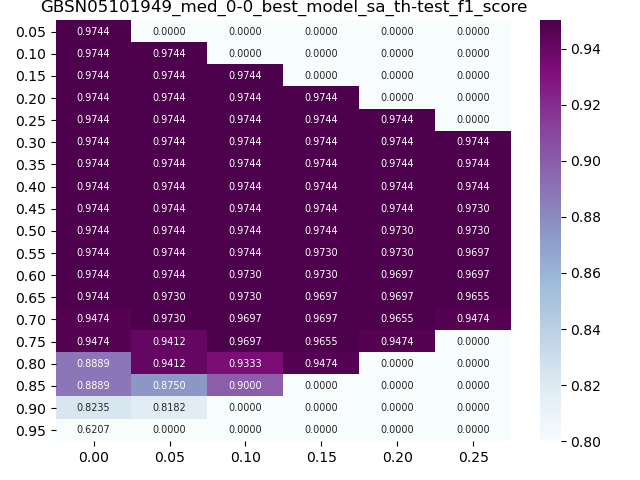 GBSN05101949_med_0-0_best_model_sa_th-test_f1_score
0.05 0.9744 0.0000 0.0000 0.0000 0.0000 0.0000
0.10 0.9744 0.9744 0.0000 0.0000 0.0000 0.0000
0.15 0.9744 0.9744 0.9744 0.0000 0.0000 0.0000
0.20 0.9744 0.9744 0.9744 0.9744 0.0000 0.0000
0.25 0.9744 0.9744 0.9744 0.9744 0.9744 0.0000
0.30 0.9744 0.9744 0.9744 0.9744 0.9744 0.9744
0.35 0.9744 0.9744 0.9744 0.9744 0.9744 0.9744
0.40 0.9744 0.9744 0.9744 0.9744 0.9744 0.9744
0.45 0.9744 0.9744 0.9744 0.9744 0.9744 0.9730
0.50 0.9744 0.9744 0.9744 0.9744 0.9730 0.9730
0.55 0.9744 0.9744 0.9744 0.9730 0.9730 0.9697
0.60 0.9744 0.9744 0.9730 0.9730 0.9697 0.9697
0.65 0.9744 0.9730 0.9730 0.9697 0.9697 0.9655
0.70 0.9474 0.9730 0.9697 0.9697 0.9655 0.9474
0.75 0.9474 0.9412 0.9697 0.9655 0.9474 0.0000
0.80 0.8889 0.9412 0.9333 0.9474 0.0000 0.0000
0.85 0.8889 0.8750 0.9000 0.0000 0.0000 0.0000
0.90 0.8235 0.8182 0.0000 0.0000 0.0000 0.0000
0.95 0.6207 0.0000 0.0000 0.0000 0.0000 0.0000
0.00 0.05 0.10 0.15 0.20 0.25
0.94
0.92
0.90
0.88
0.86
0.84
0.82
0.80